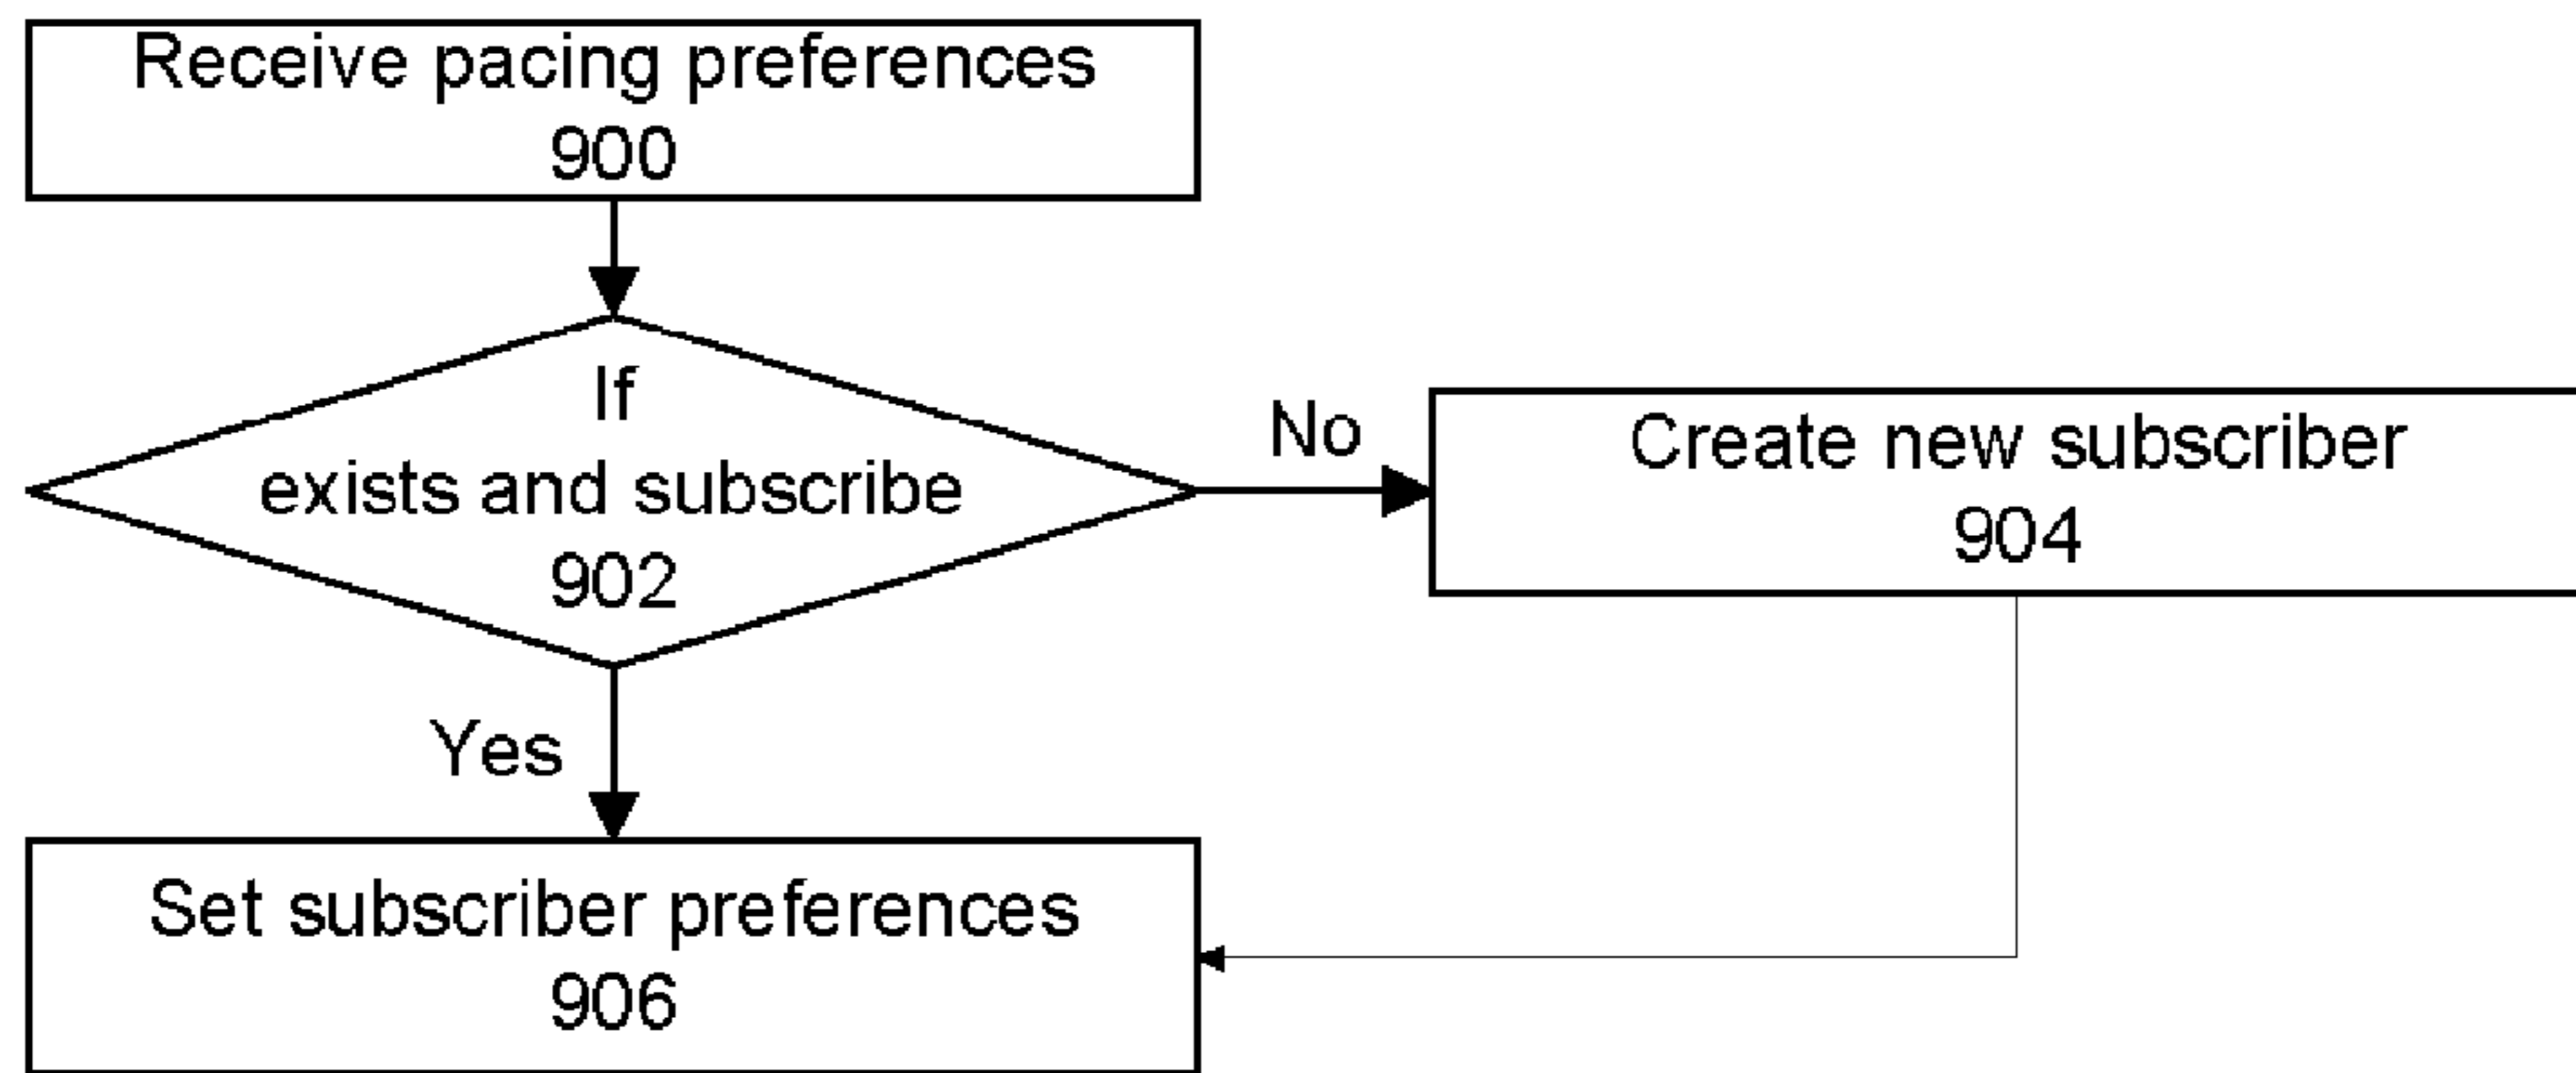 Receive pacing preferences
900
If
exists and subscribe
902
No
Create new subscriber
904
Yes
Set subscriber preferences
906